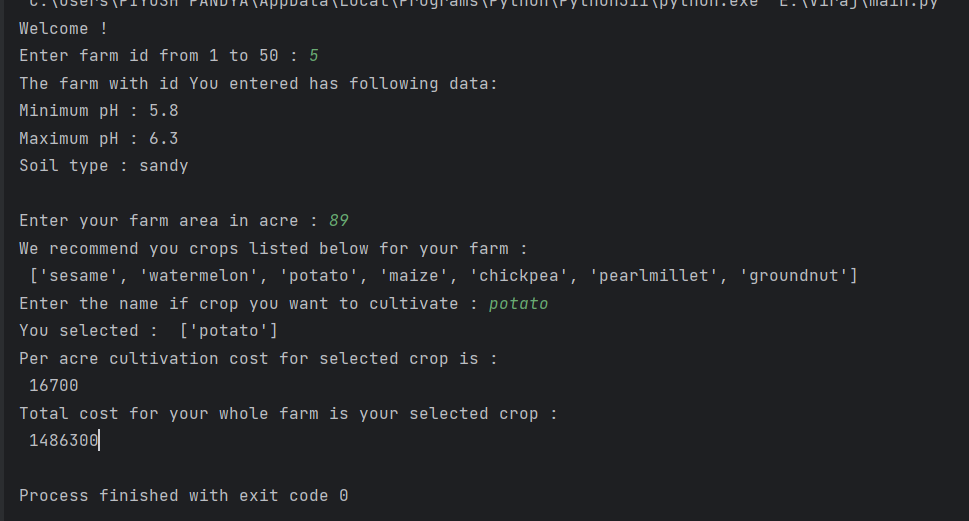 C:\Users\PIYUSH PANDYA\AppData\Local\Programs\Python\Python311\python.exe  E:\Viraj\main.py
Welcome !
Enter farm id from 1 to 50 : 5
The farm with id You entered has following data:
Minimum pH : 5.8
Maximum pH : 6.3
Soil type : sandy
Enter your farm area in acre : 89
We recommend you crops listed below for your farm :
['sesame', 'watermelon', 'potato', 'maize', 'chickpea', 'pearlmillet', 'groundnut']
Enter the name if crop you want to cultivate : potato
You selected :  ['potato']
Per acre cultivation cost for selected crop is :
16700
Total cost for your whole farm is your selected crop :
1486300
Process finished with exit code 0